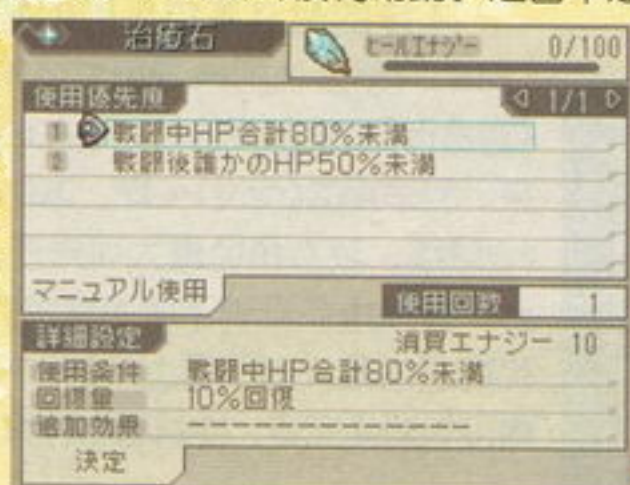 治癒石
ヒールエナジー 0/100
使用優先度
1/1
1 戦闘中HP合計80%未満
2 戦闘後誰かのHP50%未満
マニュアル使用
使用回数 1
詳細設定
消費エナジー 10
使用条件 戦闘中HP合計80%未満
回復量 10%回復
追加効果 --------------
決定